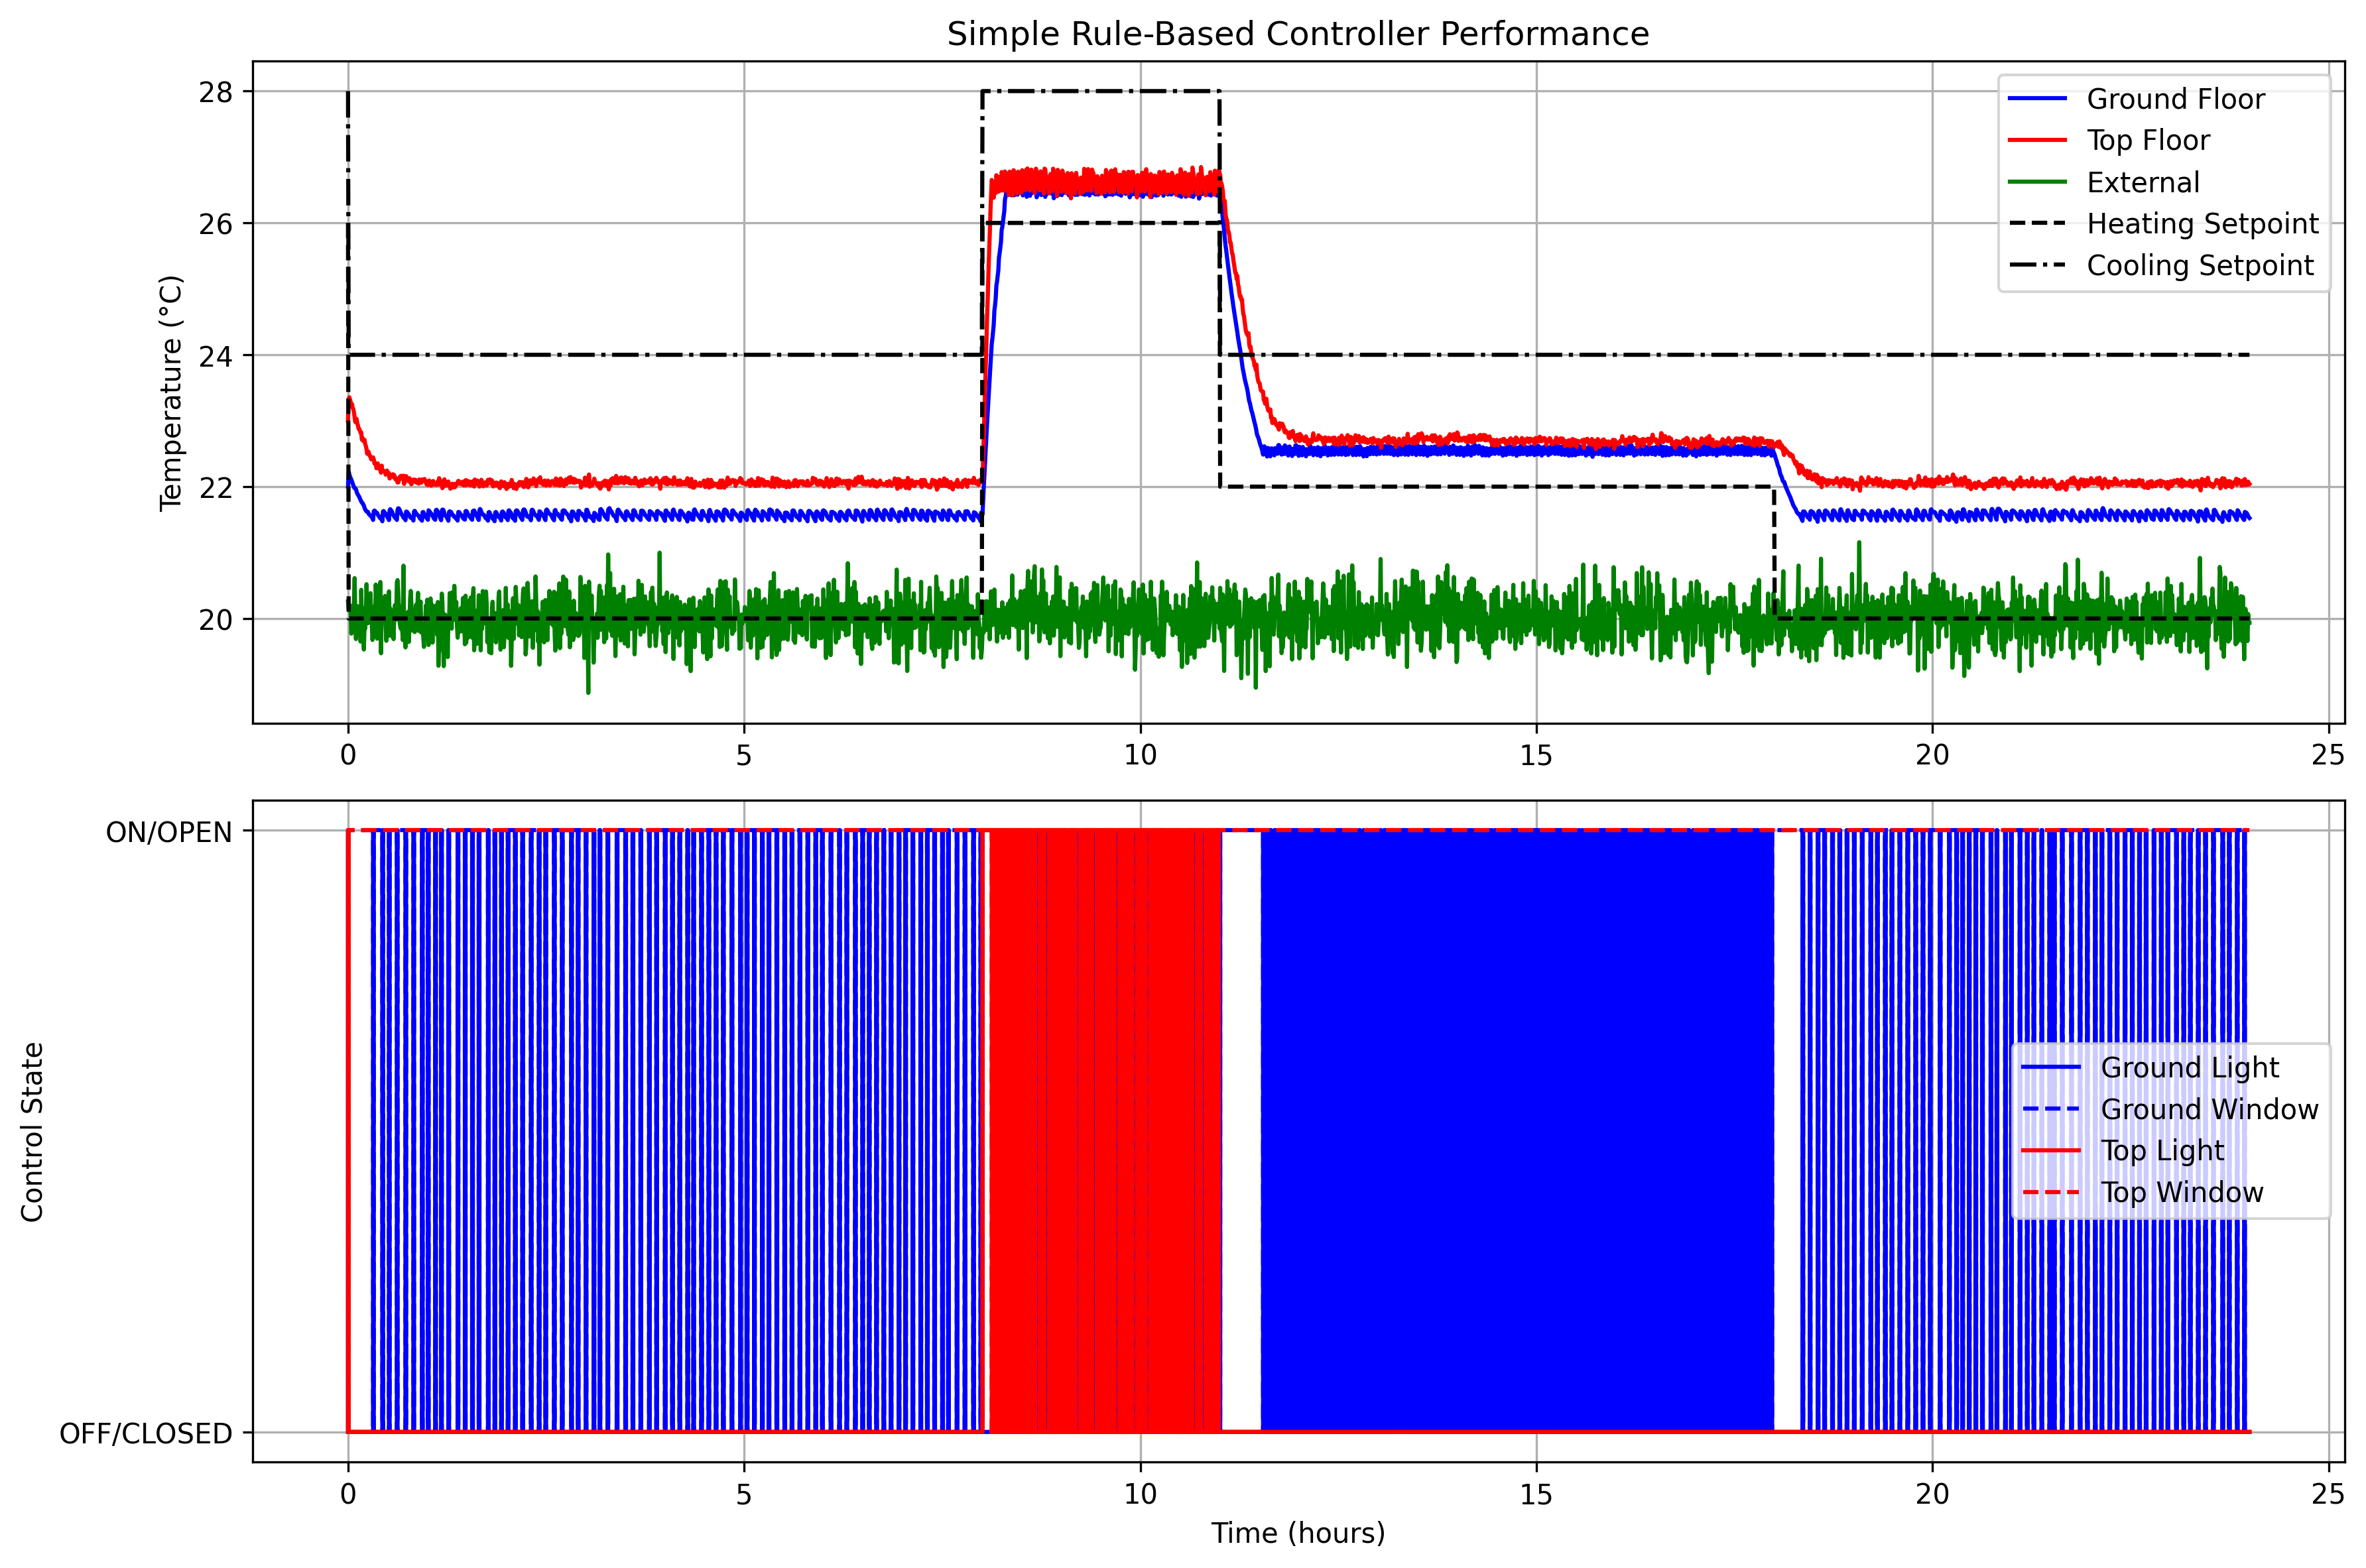 Simple Rule-Based Controller Performance
Temperature (°C)
28
26
24
22
20
Ground Floor
Top Floor
External
Heating Setpoint
Cooling Setpoint
0 5 10 15 20 25
Control State
ON/OPEN
OFF/CLOSED
Ground Light
Ground Window
Top Light
Top Window
0 5 10 15 20 25
Time (hours)